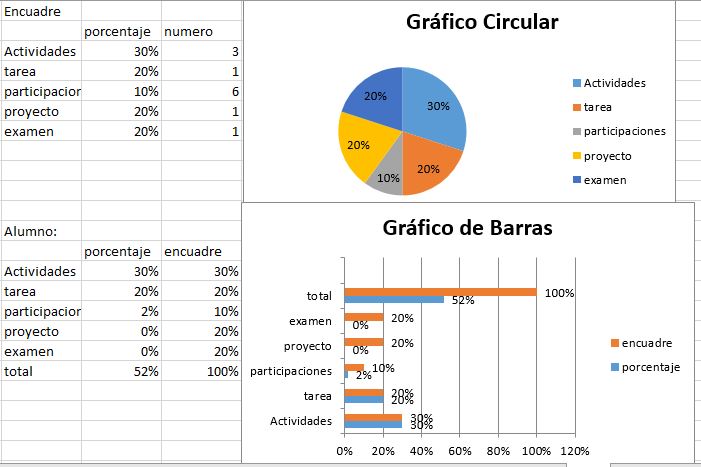 Encuadre
porcentaje numero
Actividades 30% 3
tarea 20% 1
participacior 10% 6
proyecto 20% 1
examen 20% 1
Gráfico Circular
30%
20%
10%
20%
20%
Actividades
tarea
participaciones
proyecto
examen
Alumno:
porcentaje encuadre
Actividades 30% 30%
tarea 20% 20%
participacior 2% 10%
proyecto 0% 20%
examen 0% 20%
total 52% 100%
Gráfico de Barras
total 100%
52%
examen 20%
0%
proyecto 20%
0%
participaciones 10%
2%
tarea 20%
20%
Actividades 30%
30%
0% 20% 40% 60% 80% 100% 120%
encuadre
porcentaje